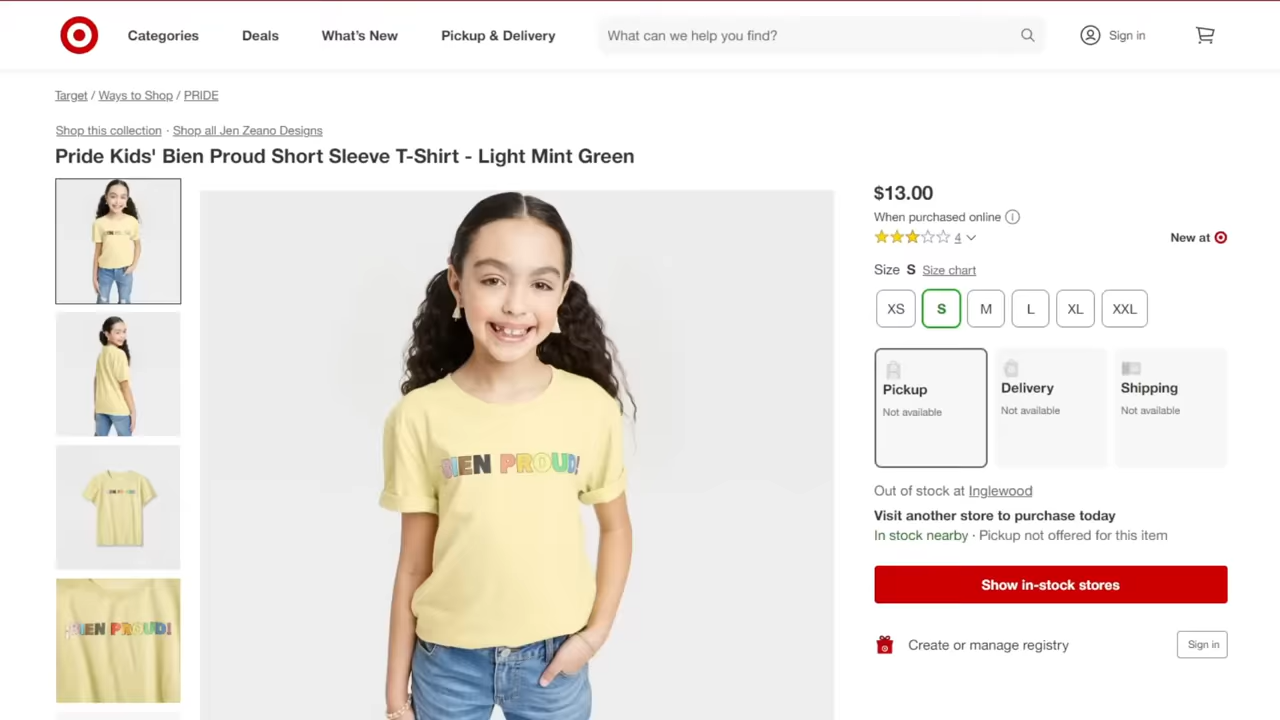 Categories
Deals
What's New
Pickup & Delivery
What can we help you find?
Sign in
Target / Ways to Shop / PRIDE
Shop this collection · Shop all Jen Zeano Designs
Pride Kids' Bien Proud Short Sleeve T-Shirt - Light Mint Green
BIEN PROUD!
¡BIEN PROUD!
$13.00
When purchased online
4
New at
Size S Size chart
XS
S
M
L
XL
XXL
Pickup
Not available
Delivery
Not available
Shipping
Not available
Out of stock at Inglewood
Visit another store to purchase today
In stock nearby · Pickup not offered for this item
Show in-stock stores
Create or manage registry
Sign in